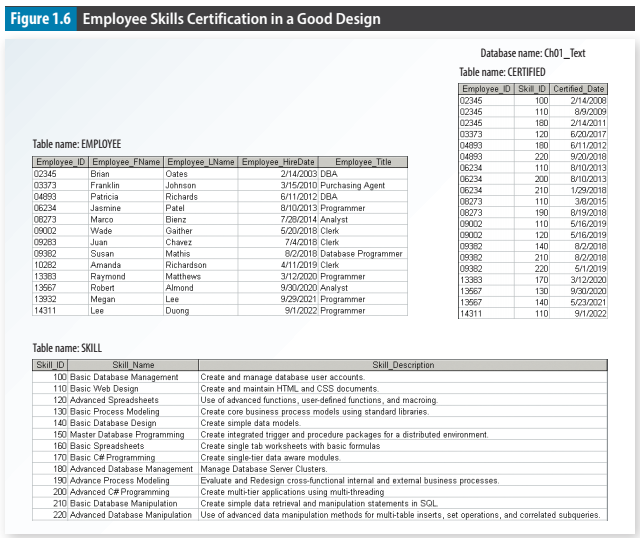 Figure 1.6 Employee Skills Certification in a Good Design
Database name: Ch01_Text
Table name: CERTIFIED
Employee_ID Skill_ID Certified_Date
02345 100 2/14/2008
02345 110 8/9/2009
02345 180 2/14/2011
03373 120 6/20/2017
04893 180 6/11/2012
04893 220 9/20/2018
06234 110 8/10/2013
06234 200 8/10/2013
06234 210 1/29/2018
08273 110 3/8/2015
08273 190 8/19/2018
09002 110 5/16/2019
09002 120 5/16/2019
09382 140 8/2/2018
09382 210 8/2/2018
09382 220 5/1/2019
13383 170 3/12/2020
13567 130 9/30/2020
13567 140 5/23/2021
14311 110 9/1/2022
Table name: EMPLOYEE
Employee_ID Employee_FName Employee_LName Employee_HireDate Employee_Title
02345 Brian Oates 2/14/2003 DBA
03373 Franklin Johnson 3/15/2010 Purchasing Agent
04893 Patricia Richards 6/11/2012 DBA
06234 Jasmine Patel 8/10/2013 Programmer
08273 Marco Bienz 7/28/2014 Analyst
09002 Wade Gaither 5/20/2018 Clerk
09283 Juan Chavez 7/4/2018 Clerk
09382 Susan Mathis 8/2/2018 Database Programmer
10282 Amanda Richardson 4/11/2019 Clerk
13383 Raymond Matthews 3/12/2020 Programmer
13567 Robert Almond 9/30/2020 Analyst
13932 Megan Lee 9/29/2021 Programmer
14311 Lee Duong 9/1/2022 Programmer
Table name: SKILL
Skill_ID Skill_Name Skill_Description
100 Basic Database Management Create and manage database user accounts.
110 Basic Web Design Create and maintain HTML and CSS documents.
120 Advanced Spreadsheets Use of advanced functions, user-defined functions, and macroing.
130 Basic Process Modeling Create core business process models using standard libraries.
140 Basic Database Design Create simple data models.
150 Master Database Programming Create integrated trigger and procedure packages for a distributed environment.
160 Basic Spreadsheets Create single tab worksheets with basic formulas
170 Basic C# Programming Create single-tier data aware modules.
180 Advanced Database Management Manage Database Server Clusters.
190 Advance Process Modeling Evaluate and Redesign cross-functional internal and external business processes.
200 Advanced C# Programming Create multi-tier applications using multi-threading
210 Basic Database Manipulation Create simple data retrieval and manipulation statements in SQL.
220 Advanced Database Manipulation Use of advanced data manipulation methods for multi-table inserts, set operations, and correlated subqueries.